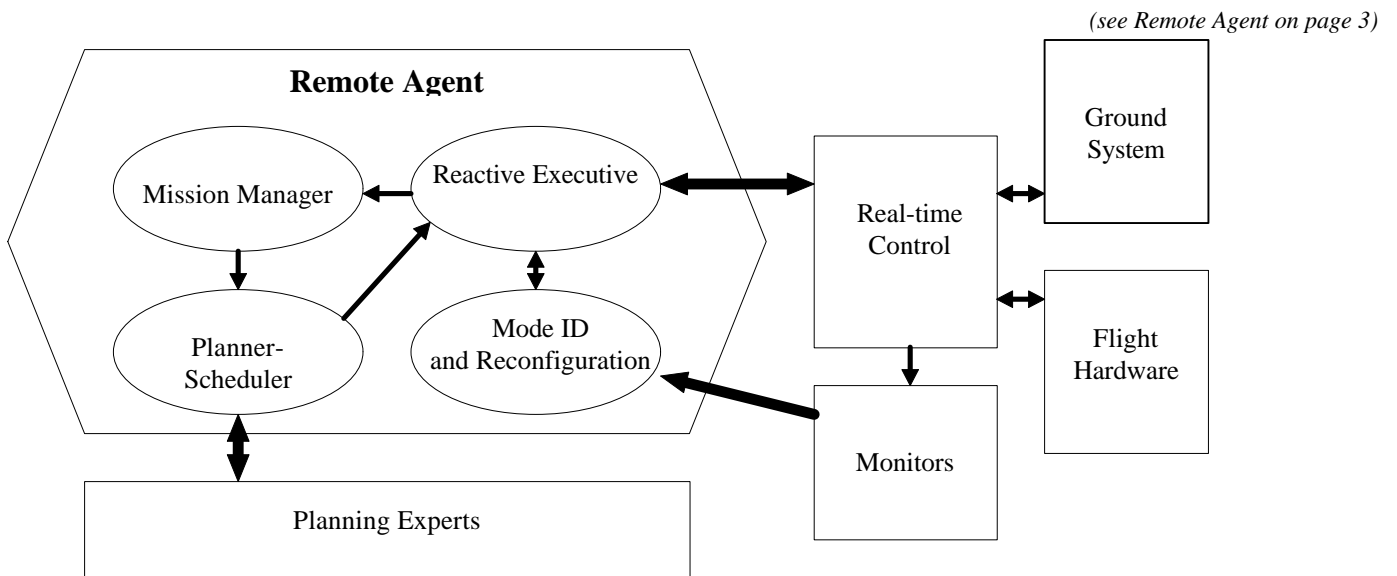 (see Remote Agent on page 3)
Remote Agent
Mission Manager
Reactive Executive
Planner-
Scheduler
Mode ID
and Reconfiguration
Real-time
Control
Ground
System
Flight
Hardware
Monitors
Planning Experts